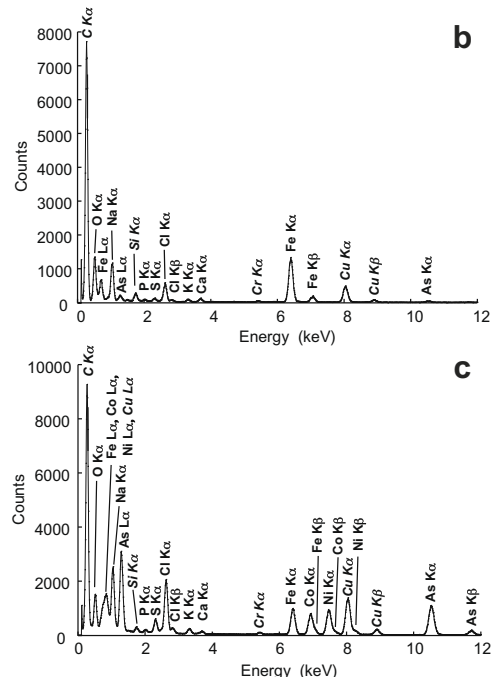 b
C Kα
8000
7000
6000
5000
4000
3000
2000
1000
0
Counts
O Kα
Fe Lα
Na Kα
As Lα
Si Kα
P Kα
S Kα
Cl Kα
Cl Kβ
K Kα
Ca Kα
Cr Kα
Fe Kα
Fe Kβ
Cu Kα
Cu Kβ
As Kα
0 2 4 6 8 10 12
Energy (keV)
c
C Kα
10000
8000
6000
4000
2000
0
Counts
O Kα
Fe Lα, Co Lα,
Ni Lα, Cu Lα
Na Kα
As Lα
Si Kα
P Kα
S Kα
Cl Kα
Cl Kβ
K Kα
Ca Kα
Cr Kα
Fe Kα
Co Kα
Fe Kβ
Ni Kα
Co Kβ
Cu Kα
Ni Kβ
Cu Kβ
As Kα
As Kβ
0 2 4 6 8 10 12
Energy (keV)